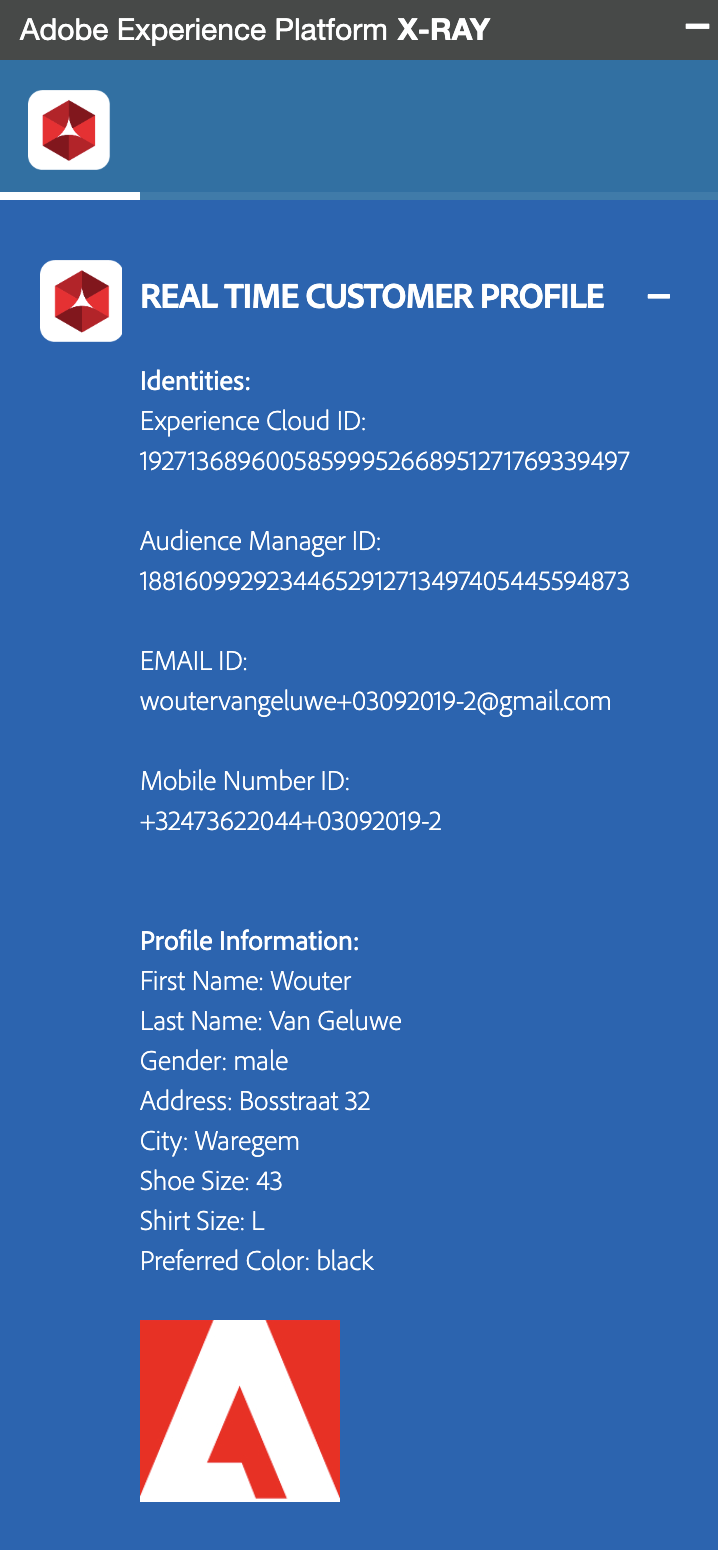 Adobe Experience Platform X-RAY
REAL TIME CUSTOMER PROFILE
Identities:
Experience Cloud ID:
19271368960058599952668951271769339497
Audience Manager ID:
18816099292344652912713497405445594873
EMAIL ID:
woutervangeluwe+03092019-2@gmail.com
Mobile Number ID:
+32473622044+03092019-2
Profile Information:
First Name: Wouter
Last Name: Van Geluwe
Gender: male
Address: Bosstraat 32
City: Waregem
Shoe Size: 43
Shirt Size: L
Preferred Color: black